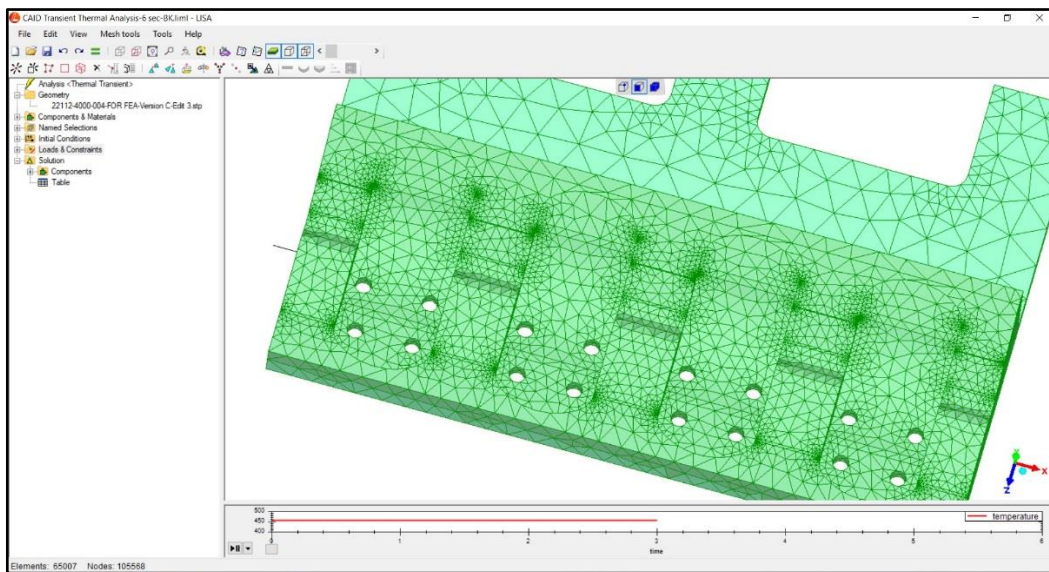 CAID Transient Thermal Analysis-6 sec-BK.liml - LISA
File Edit View Mesh tools Tools Help
Analysis <Thermal Transient>
Geometry
22112-4000-004-FOR FEA-Version C-Edit 3.stp
Components & Materials
Named Selections
Initial Conditions
Loads & Constraints
Solution
Components
Table
Y
X
Z
500
450
400
temperature
0 1 2 3 4 5 6
time
Elements: 65007 Nodes: 105568